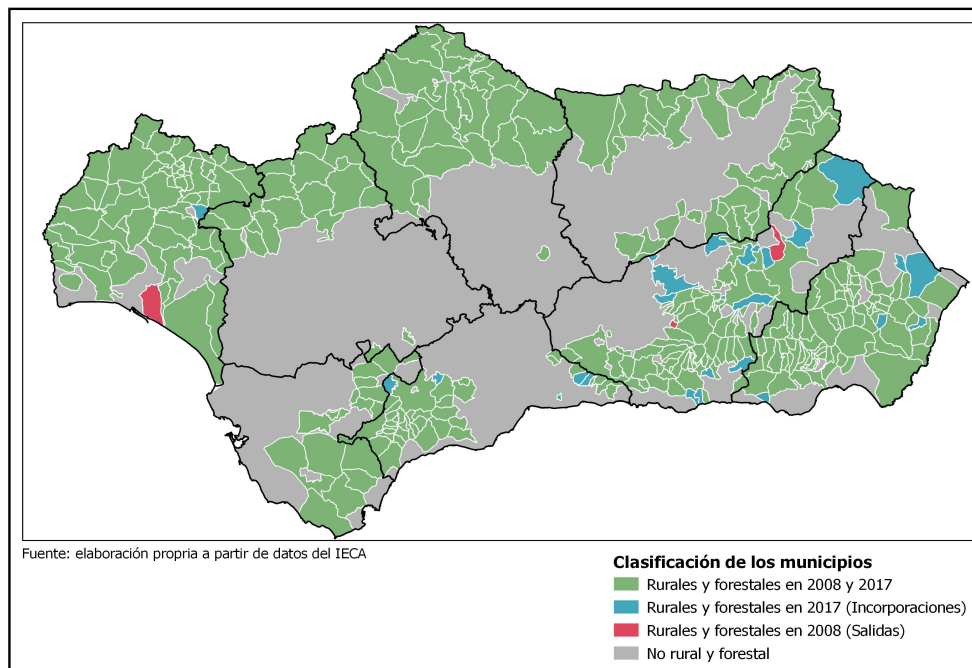 Fuente: elaboración propria a partir de datos del IECA
Clasificación de los municipios
Rurales y forestales en 2008 y 2017
Rurales y forestales en 2017 (Incorporaciones)
Rurales y forestales en 2008 (Salidas)
No rural y forestal